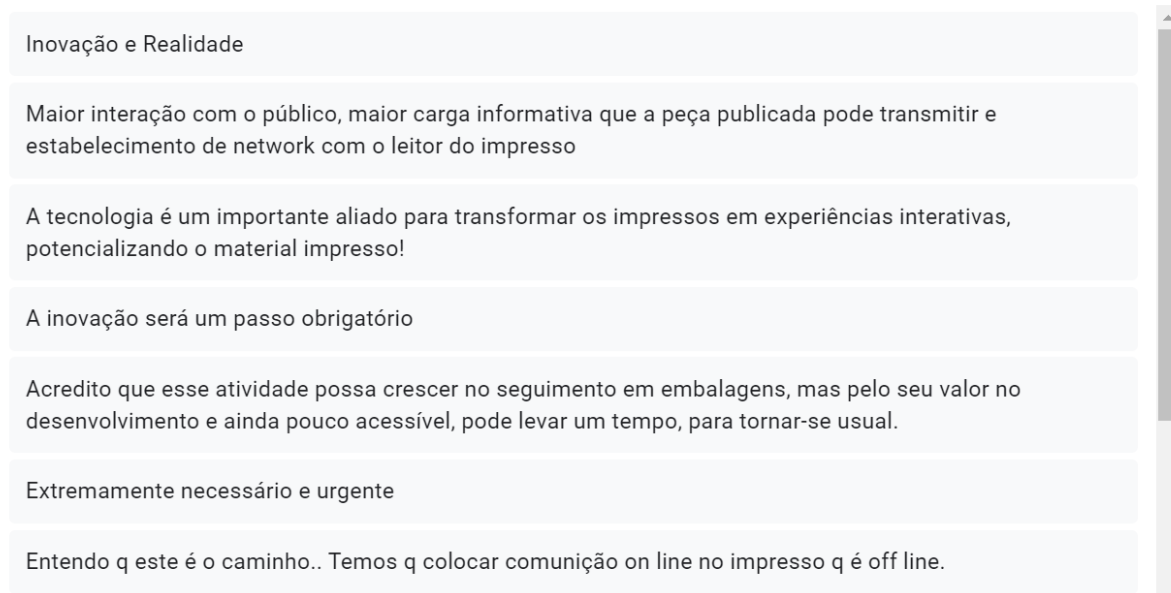 Inovação e Realidade
Maior interação com o público, maior carga informativa que a peça publicada pode transmitir e
estabelecimento de network com o leitor do impresso
A tecnologia é um importante aliado para transformar os impressos em experiências interativas,
potencializando o material impresso!
A inovação será um passo obrigatório
Acredito que esse atividade possa crescer no seguimento em embalagens, mas pelo seu valor no
desenvolvimento e ainda pouco acessível, pode levar um tempo, para tornar-se usual.
Extremamente necessário e urgente
Entendo q este é o caminho.. Temos q colocar comunição on line no impresso q é off line.